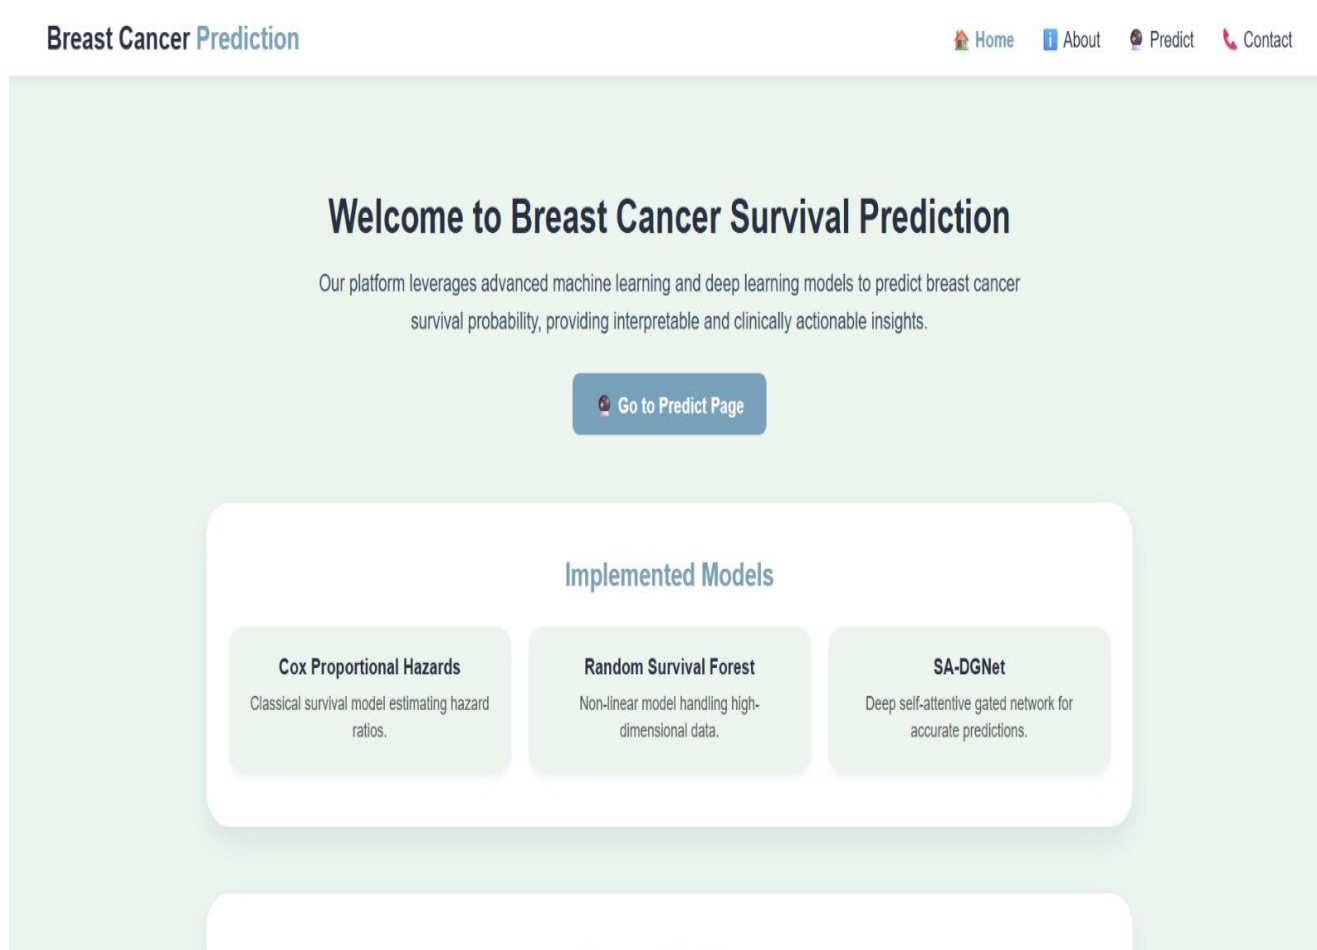 Breast Cancer Prediction
Home About Predict Contact
Welcome to Breast Cancer Survival Prediction
Our platform leverages advanced machine learning and deep learning models to predict breast cancer
survival probability, providing interpretable and clinically actionable insights.
Go to Predict Page
Implemented Models
Cox Proportional Hazards
Classical survival model estimating hazard
ratios.
Random Survival Forest
Non-linear model handling high-
dimensional data.
SA-DGNet
Deep self-attentive gated network for
accurate predictions.